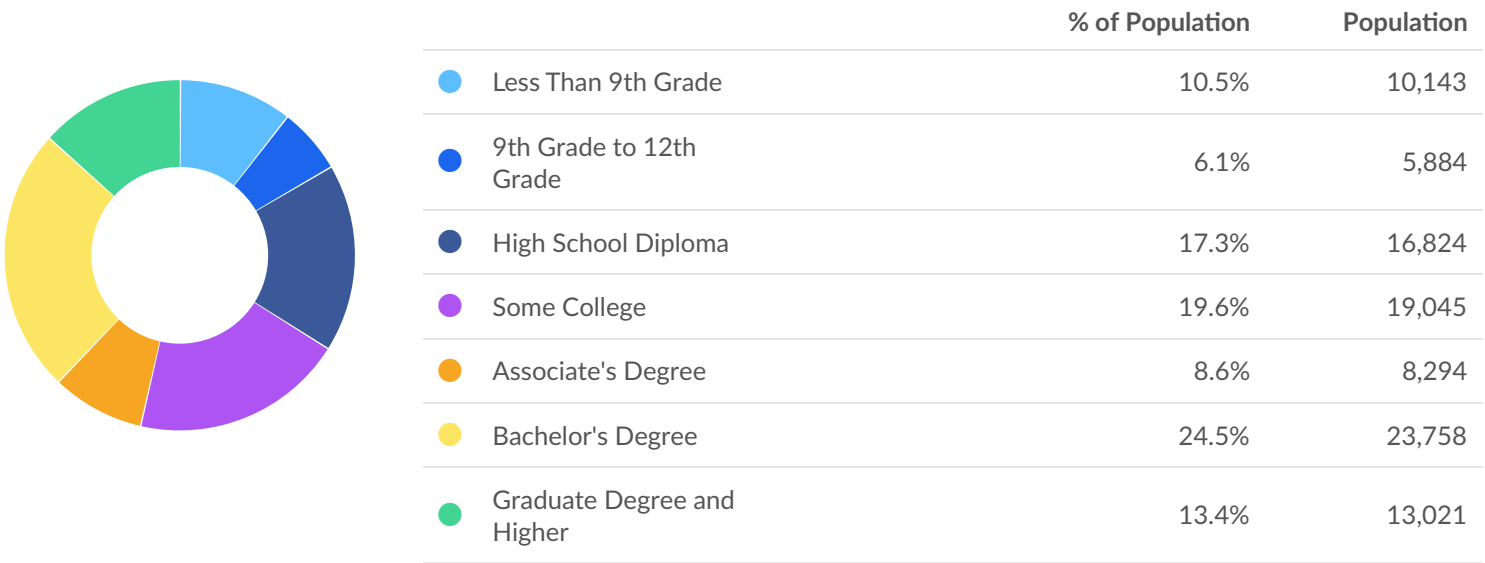 % of Population Population
Less Than 9th Grade 10.5% 10,143
9th Grade to 12th
Grade 6.1% 5,884
High School Diploma 17.3% 16,824
Some College 19.6% 19,045
Associate's Degree 8.6% 8,294
Bachelor's Degree 24.5% 23,758
Graduate Degree and
Higher 13.4% 13,021